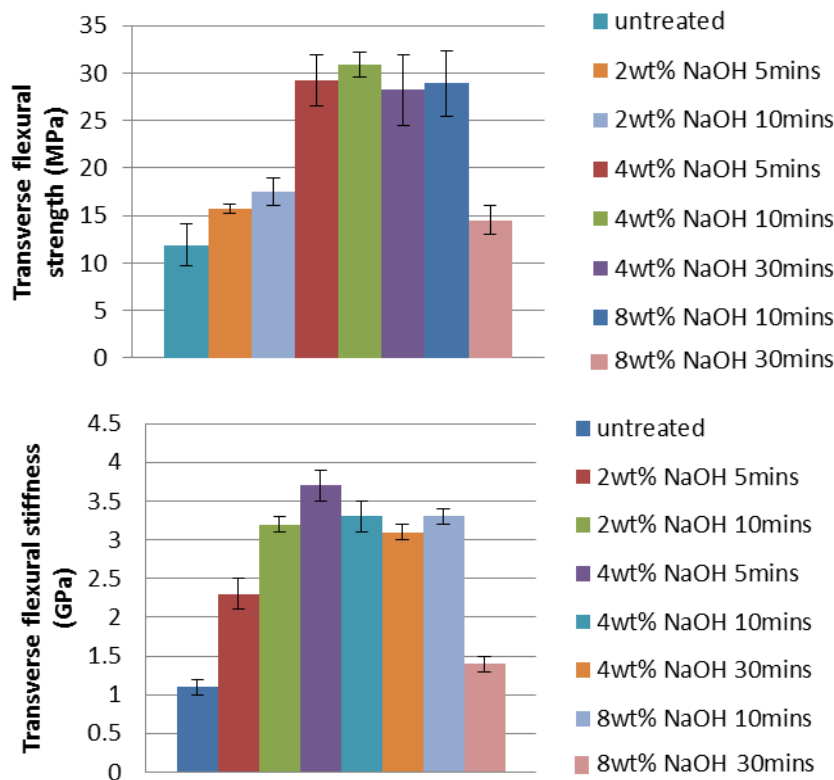 Transverse flexural
strength (MPa)
35
30
25
20
15
10
5
0
untreated
2wt% NaOH 5mins
2wt% NaOH 10mins
4wt% NaOH 5mins
4wt% NaOH 10mins
4wt% NaOH 30mins
8wt% NaOH 10mins
8wt% NaOH 30mins
Transverse flexural stiffness
(GPa)
4.5
4
3.5
3
2.5
2
1.5
1
0.5
0
untreated
2wt% NaOH 5mins
2wt% NaOH 10mins
4wt% NaOH 5mins
4wt% NaOH 10mins
4wt% NaOH 30mins
8wt% NaOH 10mins
8wt% NaOH 30mins